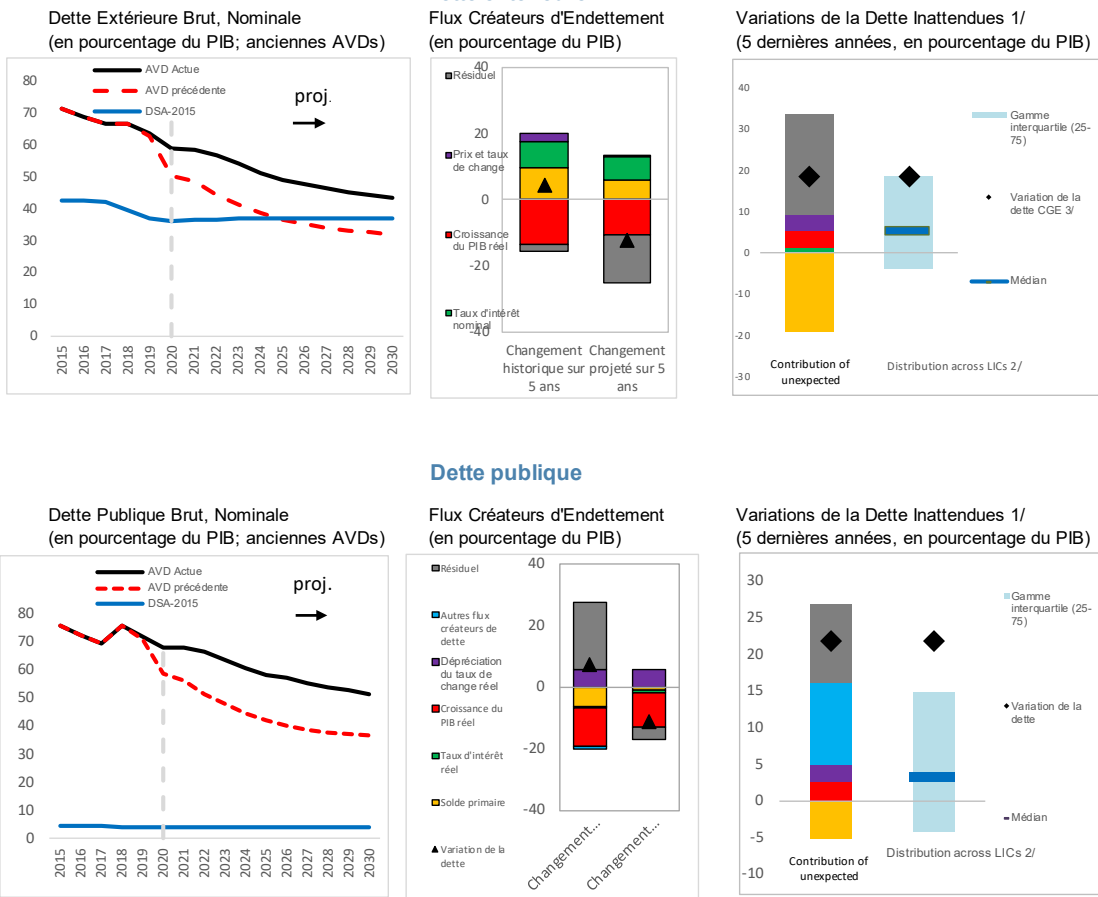 Dette Extérieure Brut, Nominale
(en pourcentage du PIB; anciennes AVDs)
AVD Actue
AVD précédente
DSA-2015
proj.
80
70
60
50
40
30
20
10
0
2015 2016 2017 2018 2019 2020 2021 2022 2023 2024 2025 2026 2027 2028 2029 2030
Flux Créateurs d'Endettement
(en pourcentage du PIB)
40
20
0
-20
-40
Résiduel
Prix et taux
de change
Croissance
du PIB réel
Taux d'intérêt
nominal
Changement
historique sur
5 ans
Changement
projeté sur 5
ans
Variations de la Dette Inattendues 1/
(5 dernières années, en pourcentage du PIB)
40
30
20
10
0
-10
-20
-30
Gamme
interquartile (25-
75)
Variation de la
dette CGE 3/
Médian
Contribution of
unexpected
Distribution across LICs 2/
Dette publique
Dette Publique Brut, Nominale
(en pourcentage du PIB; anciennes AVDs)
AVD Actue
AVD précédente
DSA-2015
proj.
80
70
60
50
40
30
20
10
0
2015 2016 2017 2018 2019 2020 2021 2022 2023 2024 2025 2026 2027 2028 2029 2030
Flux Créateurs d'Endettement
(en pourcentage du PIB)
Résiduel
Autres flux
créateurs de
dette
Dépréciation
du taux de
change réel
Croissance du
PIB réel
Taux d'intérêt
réel
Solde primaire
Variation de la
dette
40
20
0
-20
-40
Changement...
Changement...
Variations de la Dette Inattendues 1/
(5 dernières années, en pourcentage du PIB)
30
25
20
15
10
5
0
-5
-10
Gamme
interquartile (25-
75)
Variation de la
dette
Médian
Contribution of
unexpected
Distribution across LICs 2/